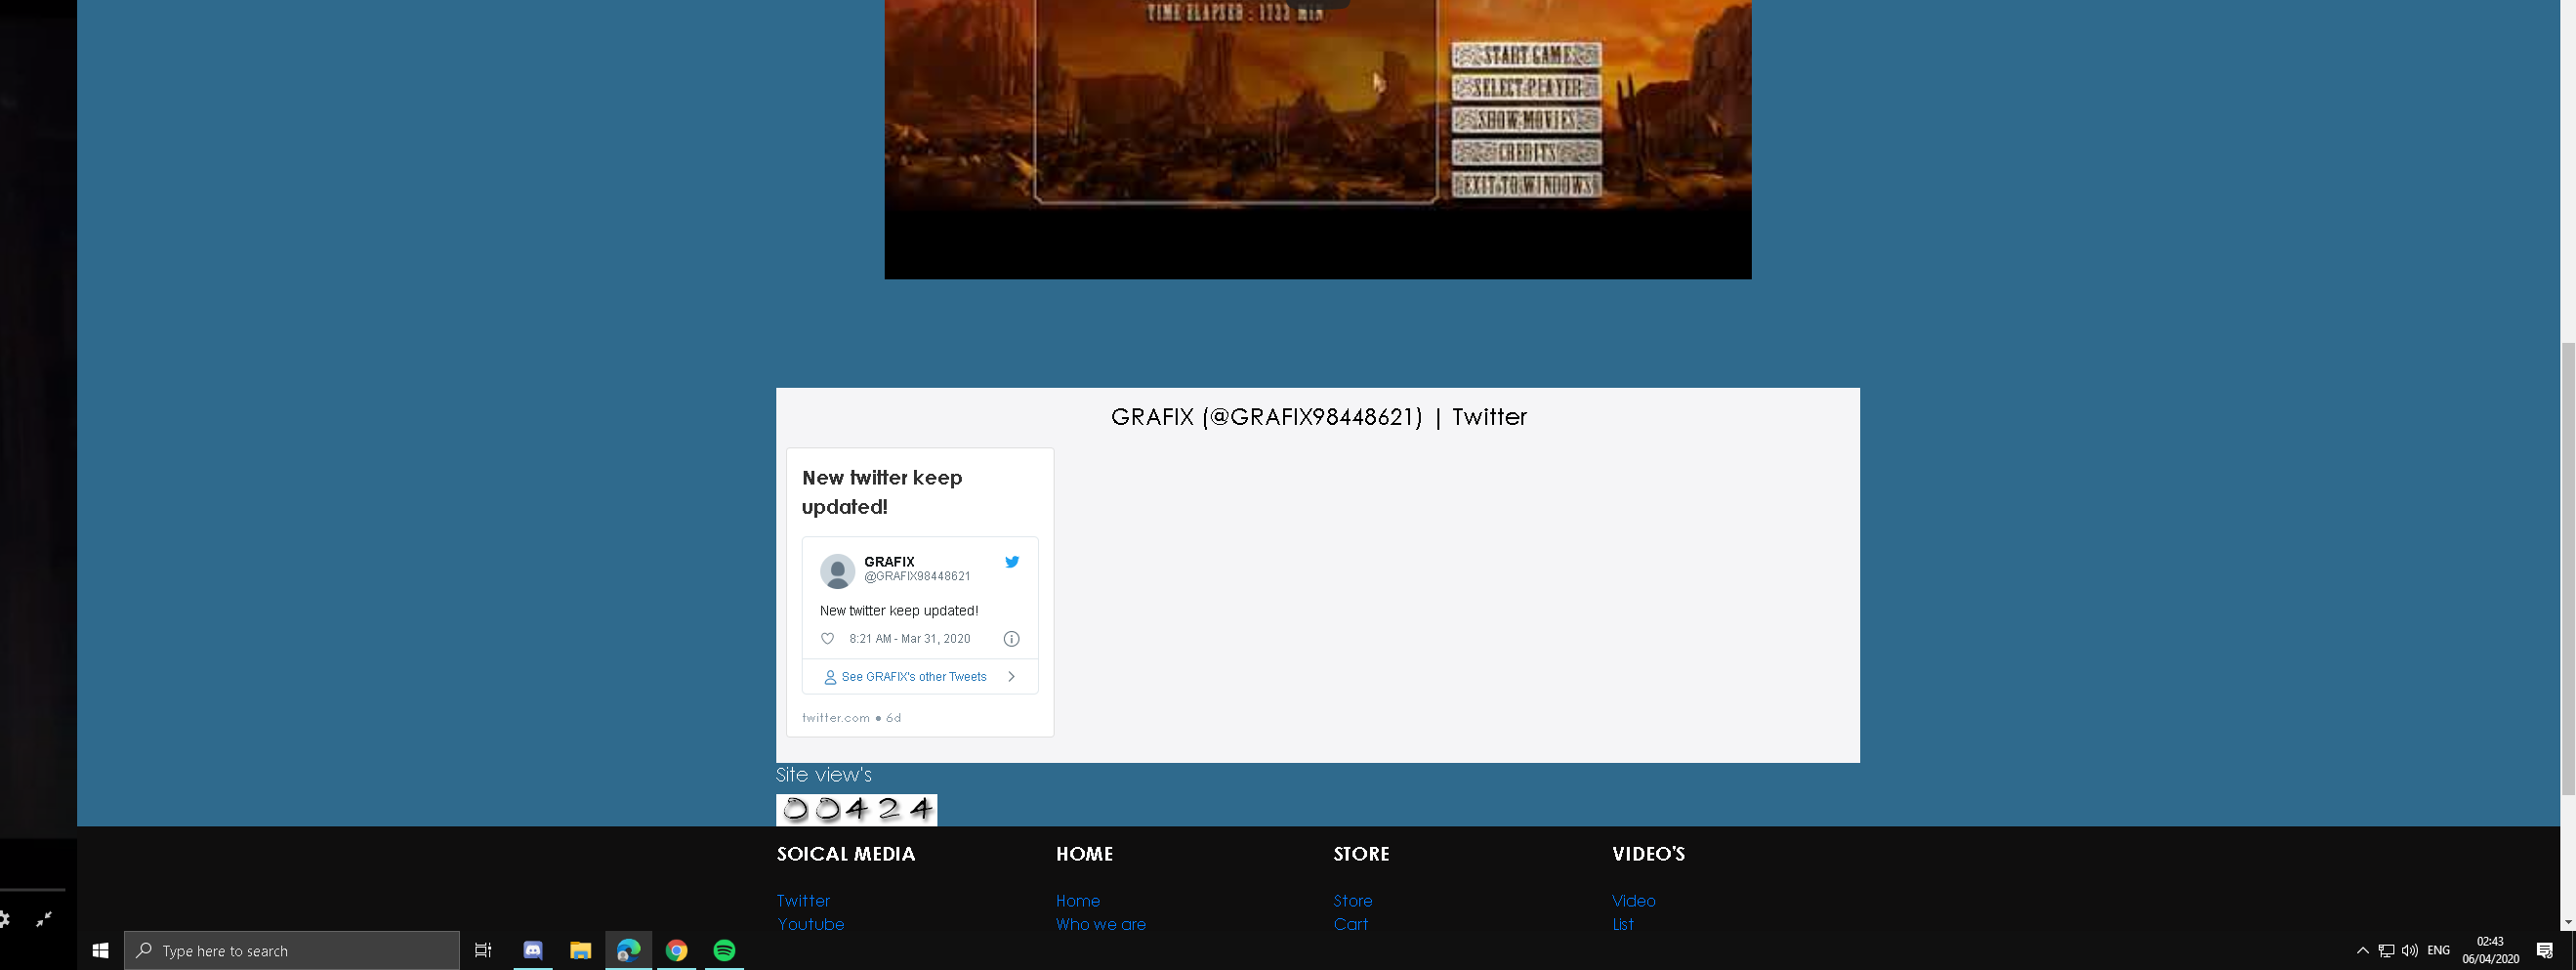 TIME ELAPSED : 1733 MIN
START GAME
SELECT PLAYER
SHOW MOVIES
CREDITS
EXIT TO WINDOWS
GRAFIX (@GRAFIX98448621) | Twitter
New twitter keep
updated!
GRAFIX
@GRAFIX98448621
New twitter keep updated!
8:21 AM - Mar 31, 2020
See GRAFIX's other Tweets
twitter.com • 6d
Site view's
00424
SOICAL MEDIA
Twitter
Youtube
HOME
Home
Who we are
STORE
Store
Cart
VIDEO'S
Video
List
Type here to search
ENG
02:43
06/04/2020